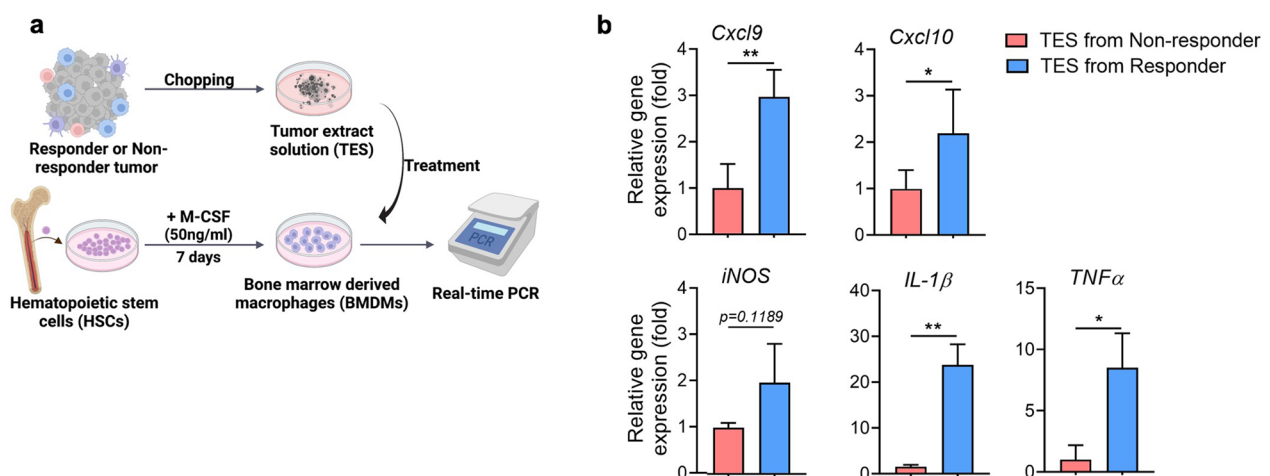 a
Chopping
Responder or Non-
responder tumor
Tumor extract
solution (TES)
Treatment
+ M-CSF
(50ng/ml)
7 days
PCR
Hematopoietic stem
cells (HSCs)
Bone marrow derived
macrophages (BMDMs)
Real-time PCR
b
Cxcl9
Relative gene
expression (fold)
4
3
2
1
0
**
Cxcl10
4
3
2
1
0
*
TES from Non-responder
TES from Responder
iNOS
Relative gene
expression (fold)
4
3
2
1
0
p=0.1189
IL-1β
40
30
20
10
0
**
TNFα
15
10
5
0
*